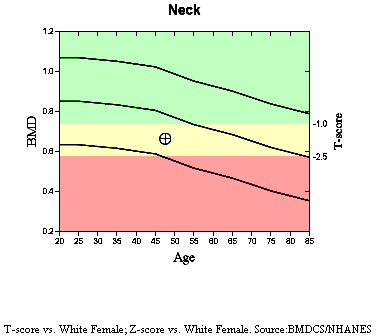 Neck
1.2
1.0
0.8
0.6
0.4
0.2
BMD
-1.0
-2.5
T-score
20 25 30 35 40 45 50 55 60 65 70 75 80 85
Age
T-score vs. White Female; Z-score vs. White Female. Source:BMDCS/NHANES